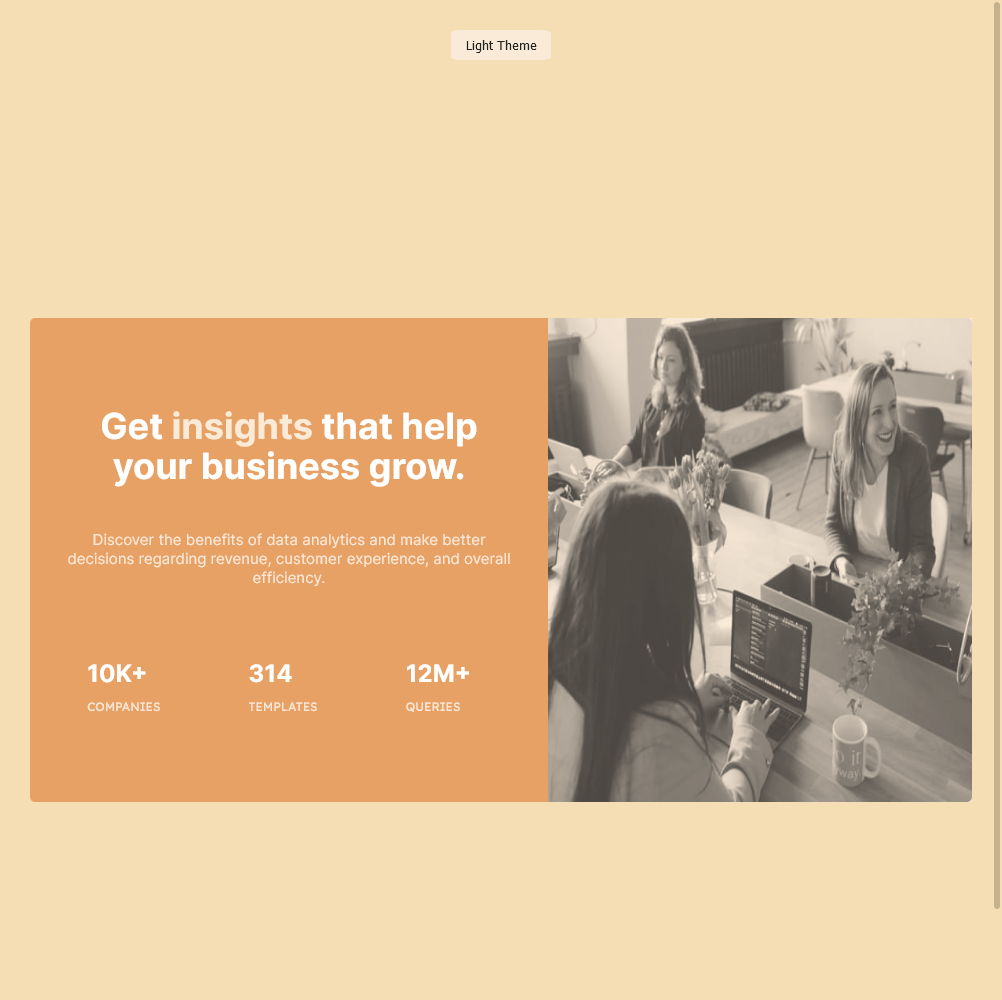 Light Theme
Get insights that help
your business grow.
Discover the benefits of data analytics and make better
decisions regarding revenue, customer experience, and overall
efficiency.
10K+
COMPANIES
314
TEMPLATES
12M+
QUERIES